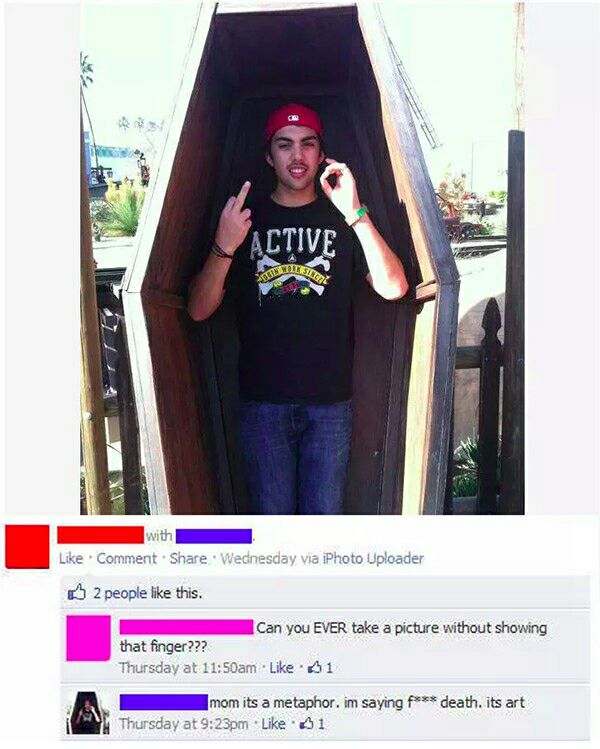 ACTIVE
with
Like · Comment · Share · Wednesday via iPhoto Uploader
2 people like this.
Can you EVER take a picture without showing
that finger???
Thursday at 11:50am · Like · 1
mom its a metaphor. im saying f*** death. its art
Thursday at 9:23pm · Like · 1